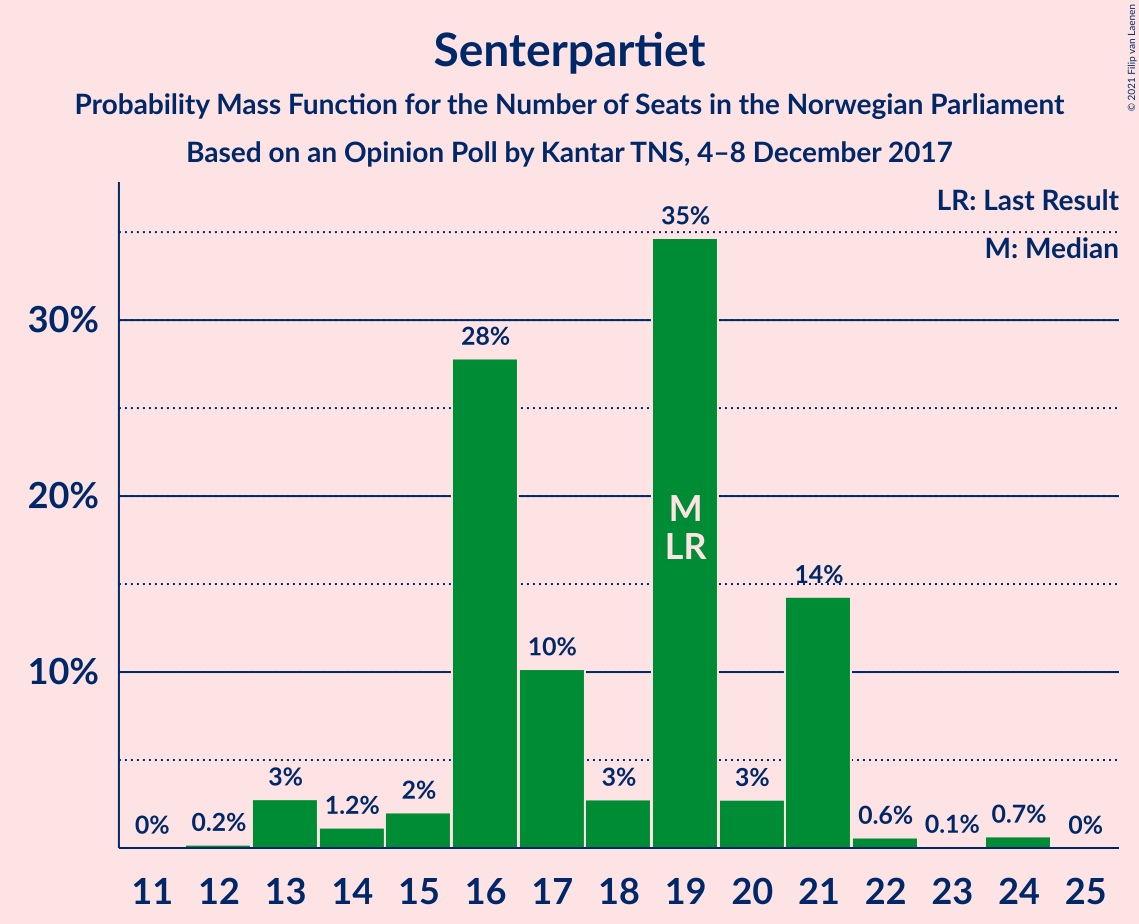 Senterpartiet
Probability Mass Function for the Number of Seats in the Norwegian Parliament
Based on an Opinion Poll by Kantar TNS, 4–8 December 2017
© 2021 Filip van Laenen
LR: Last Result
M: Median
30%
20%
10%
0%
0.2%
3%
1.2%
2%
28%
10%
3%
35%
3%
14%
0.6%
0.1%
0.7%
0%
M
LR
11 12 13 14 15 16 17 18 19 20 21 22 23 24 25